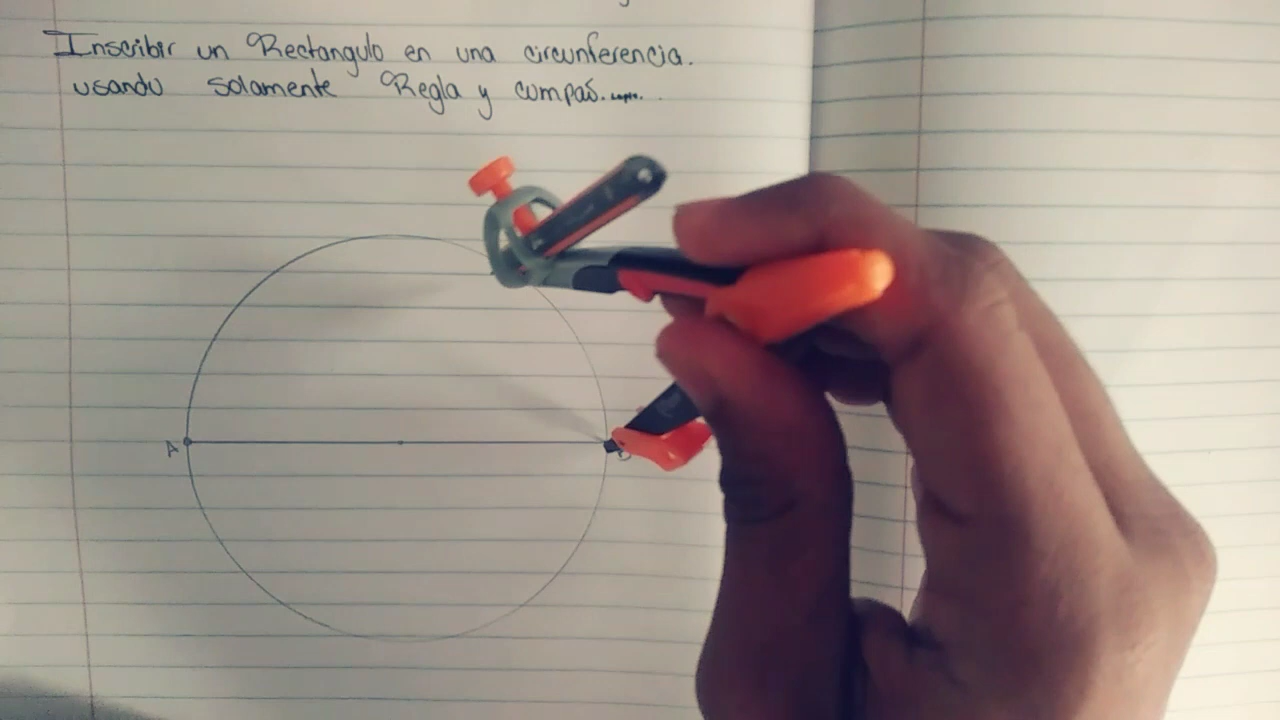 Inscribir un Rectangulo en una circunferencia.
usando solamente Regla y compas.
A